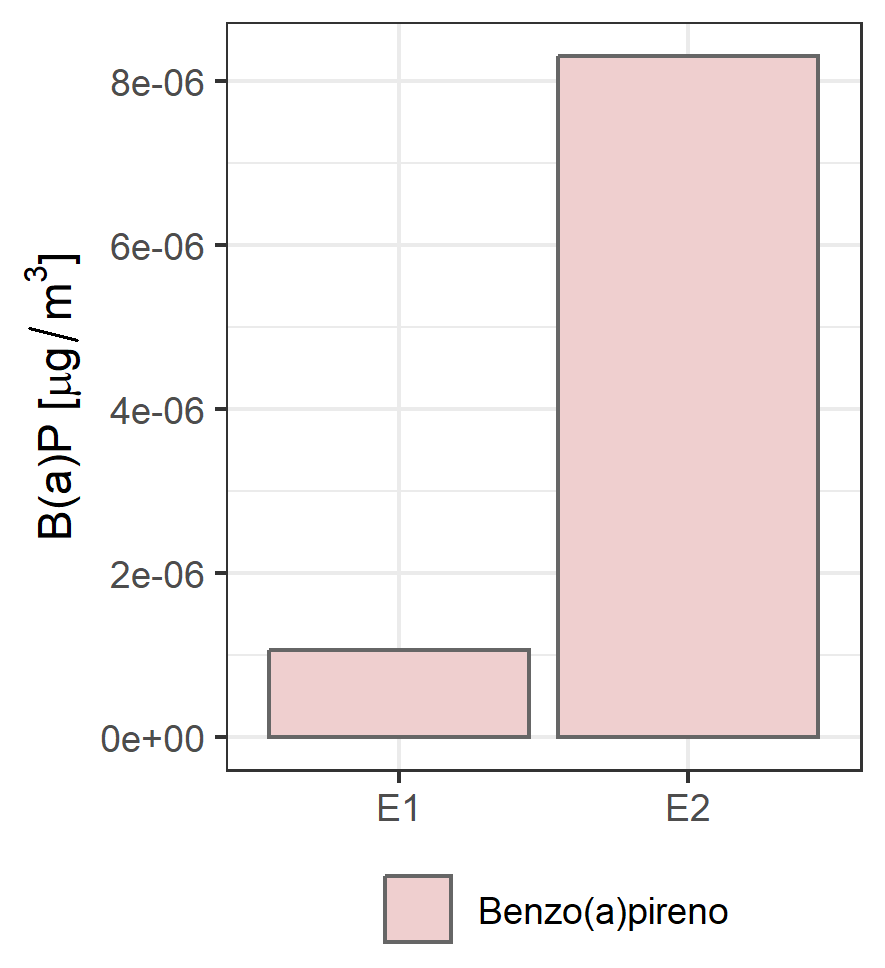 B(a)P [μg/m³]
8e-06
6e-06
4e-06
2e-06
0e+00
E1 E2
Benzo(a)pireno